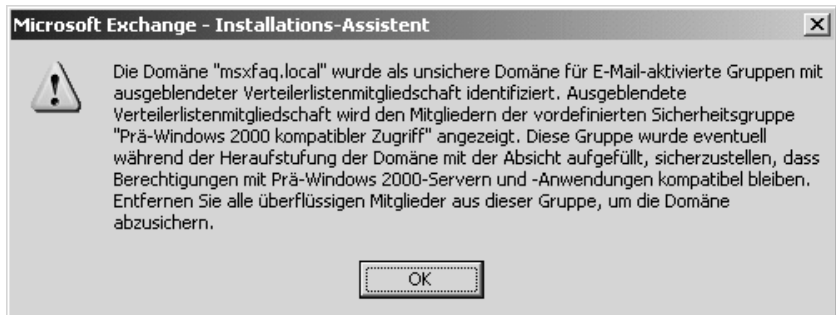 Microsoft Exchange - Installations-Assistent
Die Domäne "msxfaq.local" wurde als unsichere Domäne für E-Mail-aktivierte Gruppen mit
ausgeblendeter Verteilerlistenmitgliedschaft identifiziert. Ausgeblendete
Verteilerlistenmitgliedschaft wird den Mitgliedern der vordefinierten Sicherheitsgruppe
"Prä-Windows 2000 kompatibler Zugriff" angezeigt. Diese Gruppe wurde eventuell
während der Heraufstufung der Domäne mit der Absicht aufgefüllt, sicherzustellen, dass
Berechtigungen mit Prä-Windows 2000-Servern und -Anwendungen kompatibel bleiben.
Entfernen Sie alle überflüssigen Mitglieder aus dieser Gruppe, um die Domäne
abzusichern.
OK